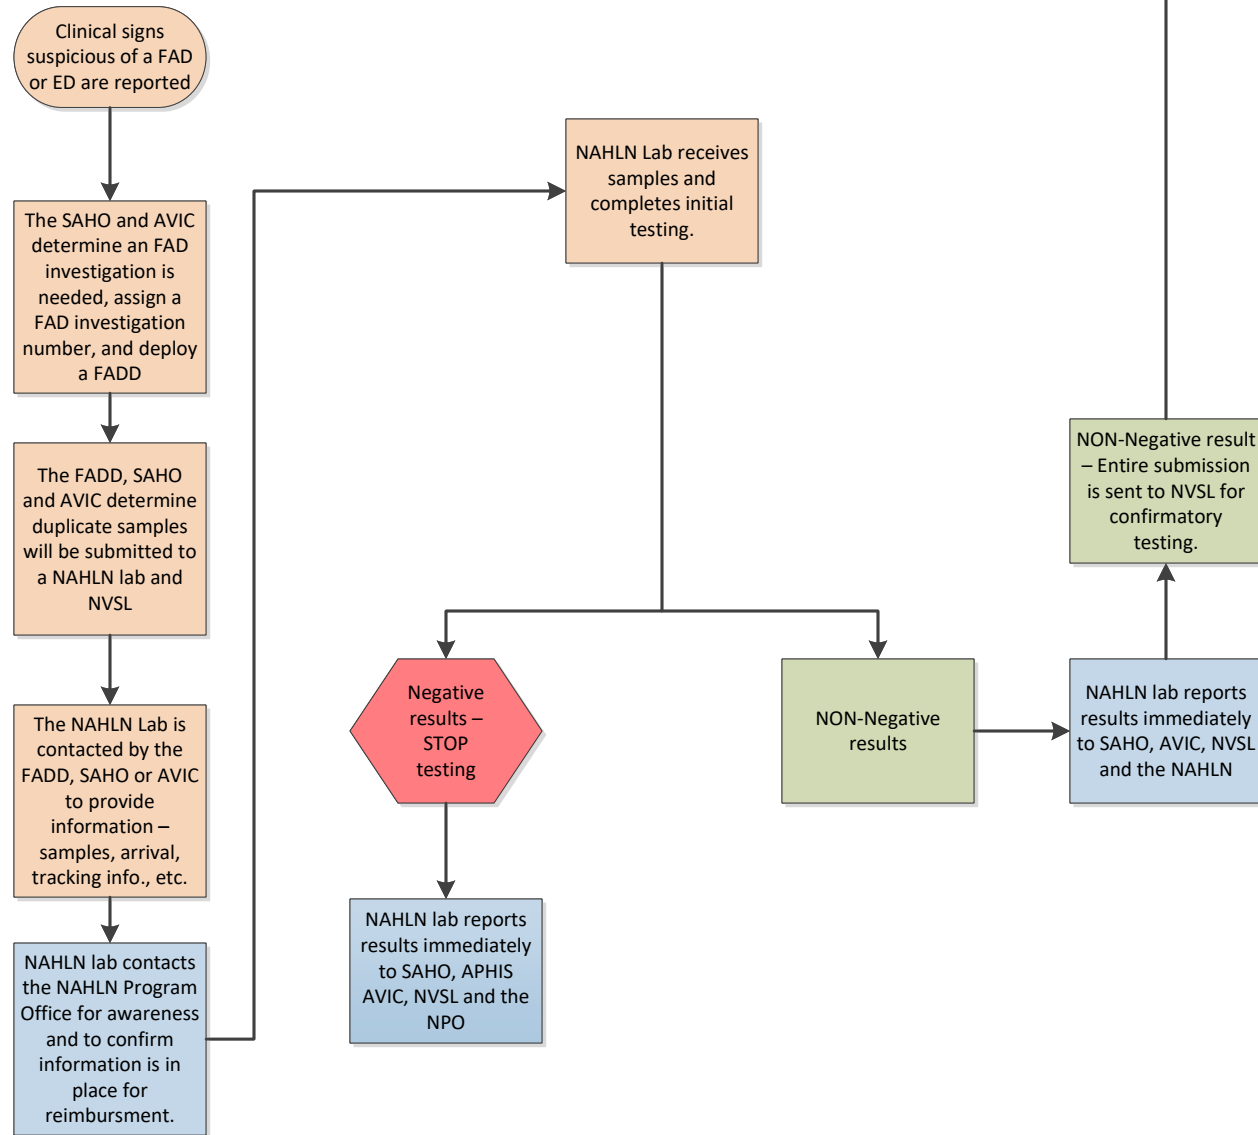 Clinical signs
suspicious of a FAD
or ED are reported
The SAHO and AVIC
determine an FAD
investigation is
needed, assign a
FAD investigation
number, and deploy
a FADD
The FADD, SAHO
and AVIC determine
duplicate samples
will be submitted to
a NAHLN lab and
NVSL
The NAHLN Lab is
contacted by the
FADD, SAHO or AVIC
to provide
information –
samples, arrival,
tracking info., etc.
NAHLN lab contacts
the NAHLN Program
Office for awareness
and to confirm
information is in
place for
reimbursment.
NAHLN Lab receives
samples and
completes initial
testing.
Negative
results –
STOP
testing
NAHLN lab reports
results immediately
to SAHO, APHIS
AVIC, NVSL and the
NPO
NON-Negative
results
NAHLN lab reports
results immediately
to SAHO, AVIC, NVSL
and the NAHLN
NON-Negative result
– Entire submission
is sent to NVSL for
confirmatory
testing.